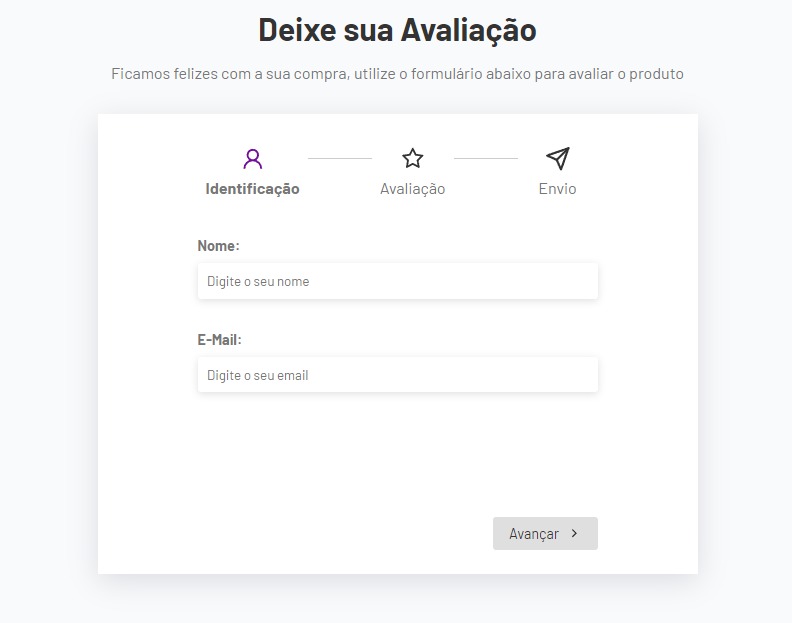 Deixe sua Avaliação
Ficamos felizes com a sua compra, utilize o formulário abaixo para avaliar o produto
Identificação
Avaliação
Envio
Nome:
Digite o seu nome
E-Mail:
Digite o seu email
Avançar